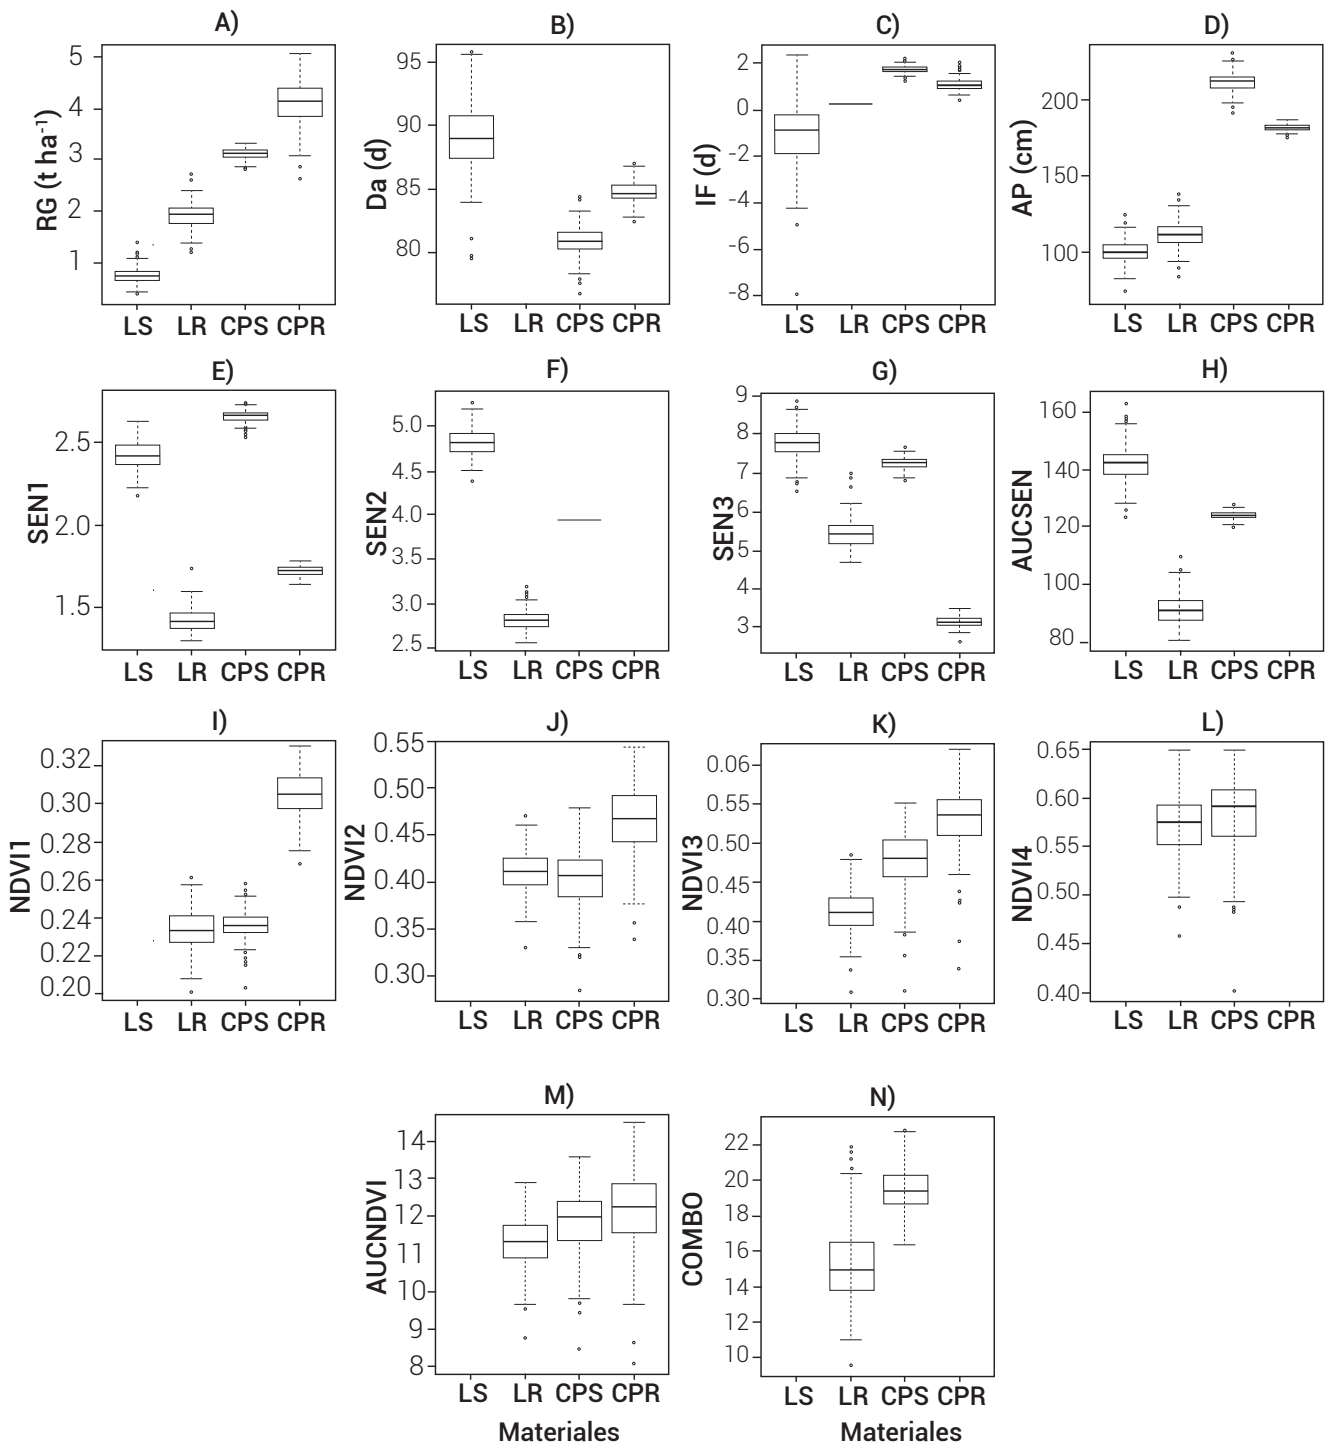 A)
B)
C)
D)
RG (t ha⁻¹)
5
4
3
2
1
LS LR CPS CPR
Da (d)
95
90
85
80
LS LR CPS CPR
IF (d)
2
0
-2
-4
-6
-8
LS LR CPS CPR
AP (cm)
200
150
100
LS LR CPS CPR
E)
F)
G)
H)
SEN1
2.5
2.0
1.5
LS LR CPS CPR
SEN2
5.0
4.5
4.0
3.5
3.0
2.5
LS LR CPS CPR
SEN3
9
8
7
6
5
4
3
LS LR CPS CPR
AUCSEN
160
140
120
100
80
LS LR CPS CPR
I)
J)
K)
L)
NDVI1
0.32
0.30
0.28
0.26
0.24
0.22
0.20
LS LR CPS CPR
NDVI2
0.55
0.50
0.45
0.40
0.35
0.30
LS LR CPS CPR
NDVI3
0.06
0.55
0.50
0.45
0.40
0.35
0.30
LS LR CPS CPR
NDVI4
0.65
0.60
0.55
0.50
0.45
0.40
LS LR CPS CPR
M)
N)
AUCNDVI
14
13
12
11
10
9
8
LS LR CPS CPR
Materiales
COMBO
22
20
18
16
14
12
10
LS LR CPS CPR
Materiales